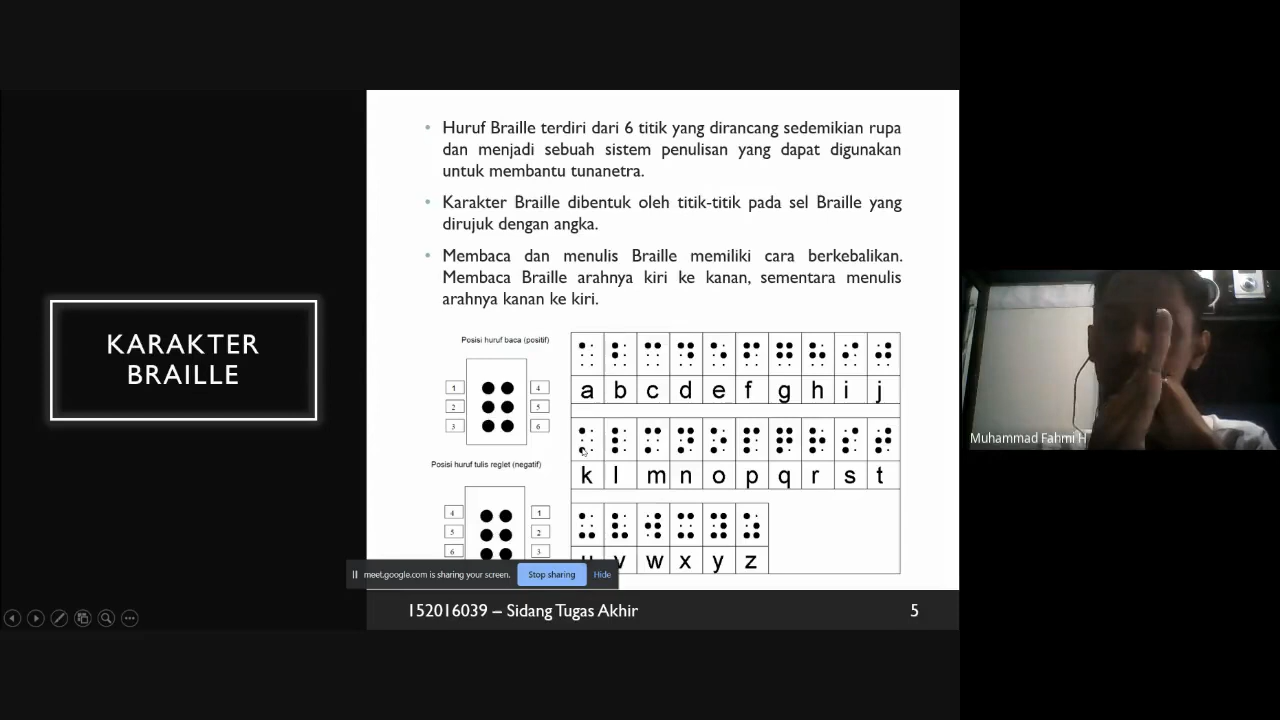 KARAKTER
BRAILLE
• Huruf Braille terdiri dari 6 titik yang dirancang sedemikian rupa
dan menjadi sebuah sistem penulisan yang dapat digunakan
untuk membantu tunanetra.
• Karakter Braille dibentuk oleh titik-titik pada sel Braille yang
dirujuk dengan angka.
• Membaca dan menulis Braille memiliki cara berkebalikan.
Membaca Braille arahnya kiri ke kanan, sementara menulis
arahnya kanan ke kiri.
Posisi huruf baca (positif)
1 4
2 5
3 6
Posisi huruf tulis reglet (negatif)
4 1
5 2
6 3
a b c d e f g h i j
k l m n o p q r s t
u v w x y z
meet.google.com is sharing your screen. Stop sharing Hide
152016039 – Sidang Tugas Akhir 5
Muhammad Fahmi H